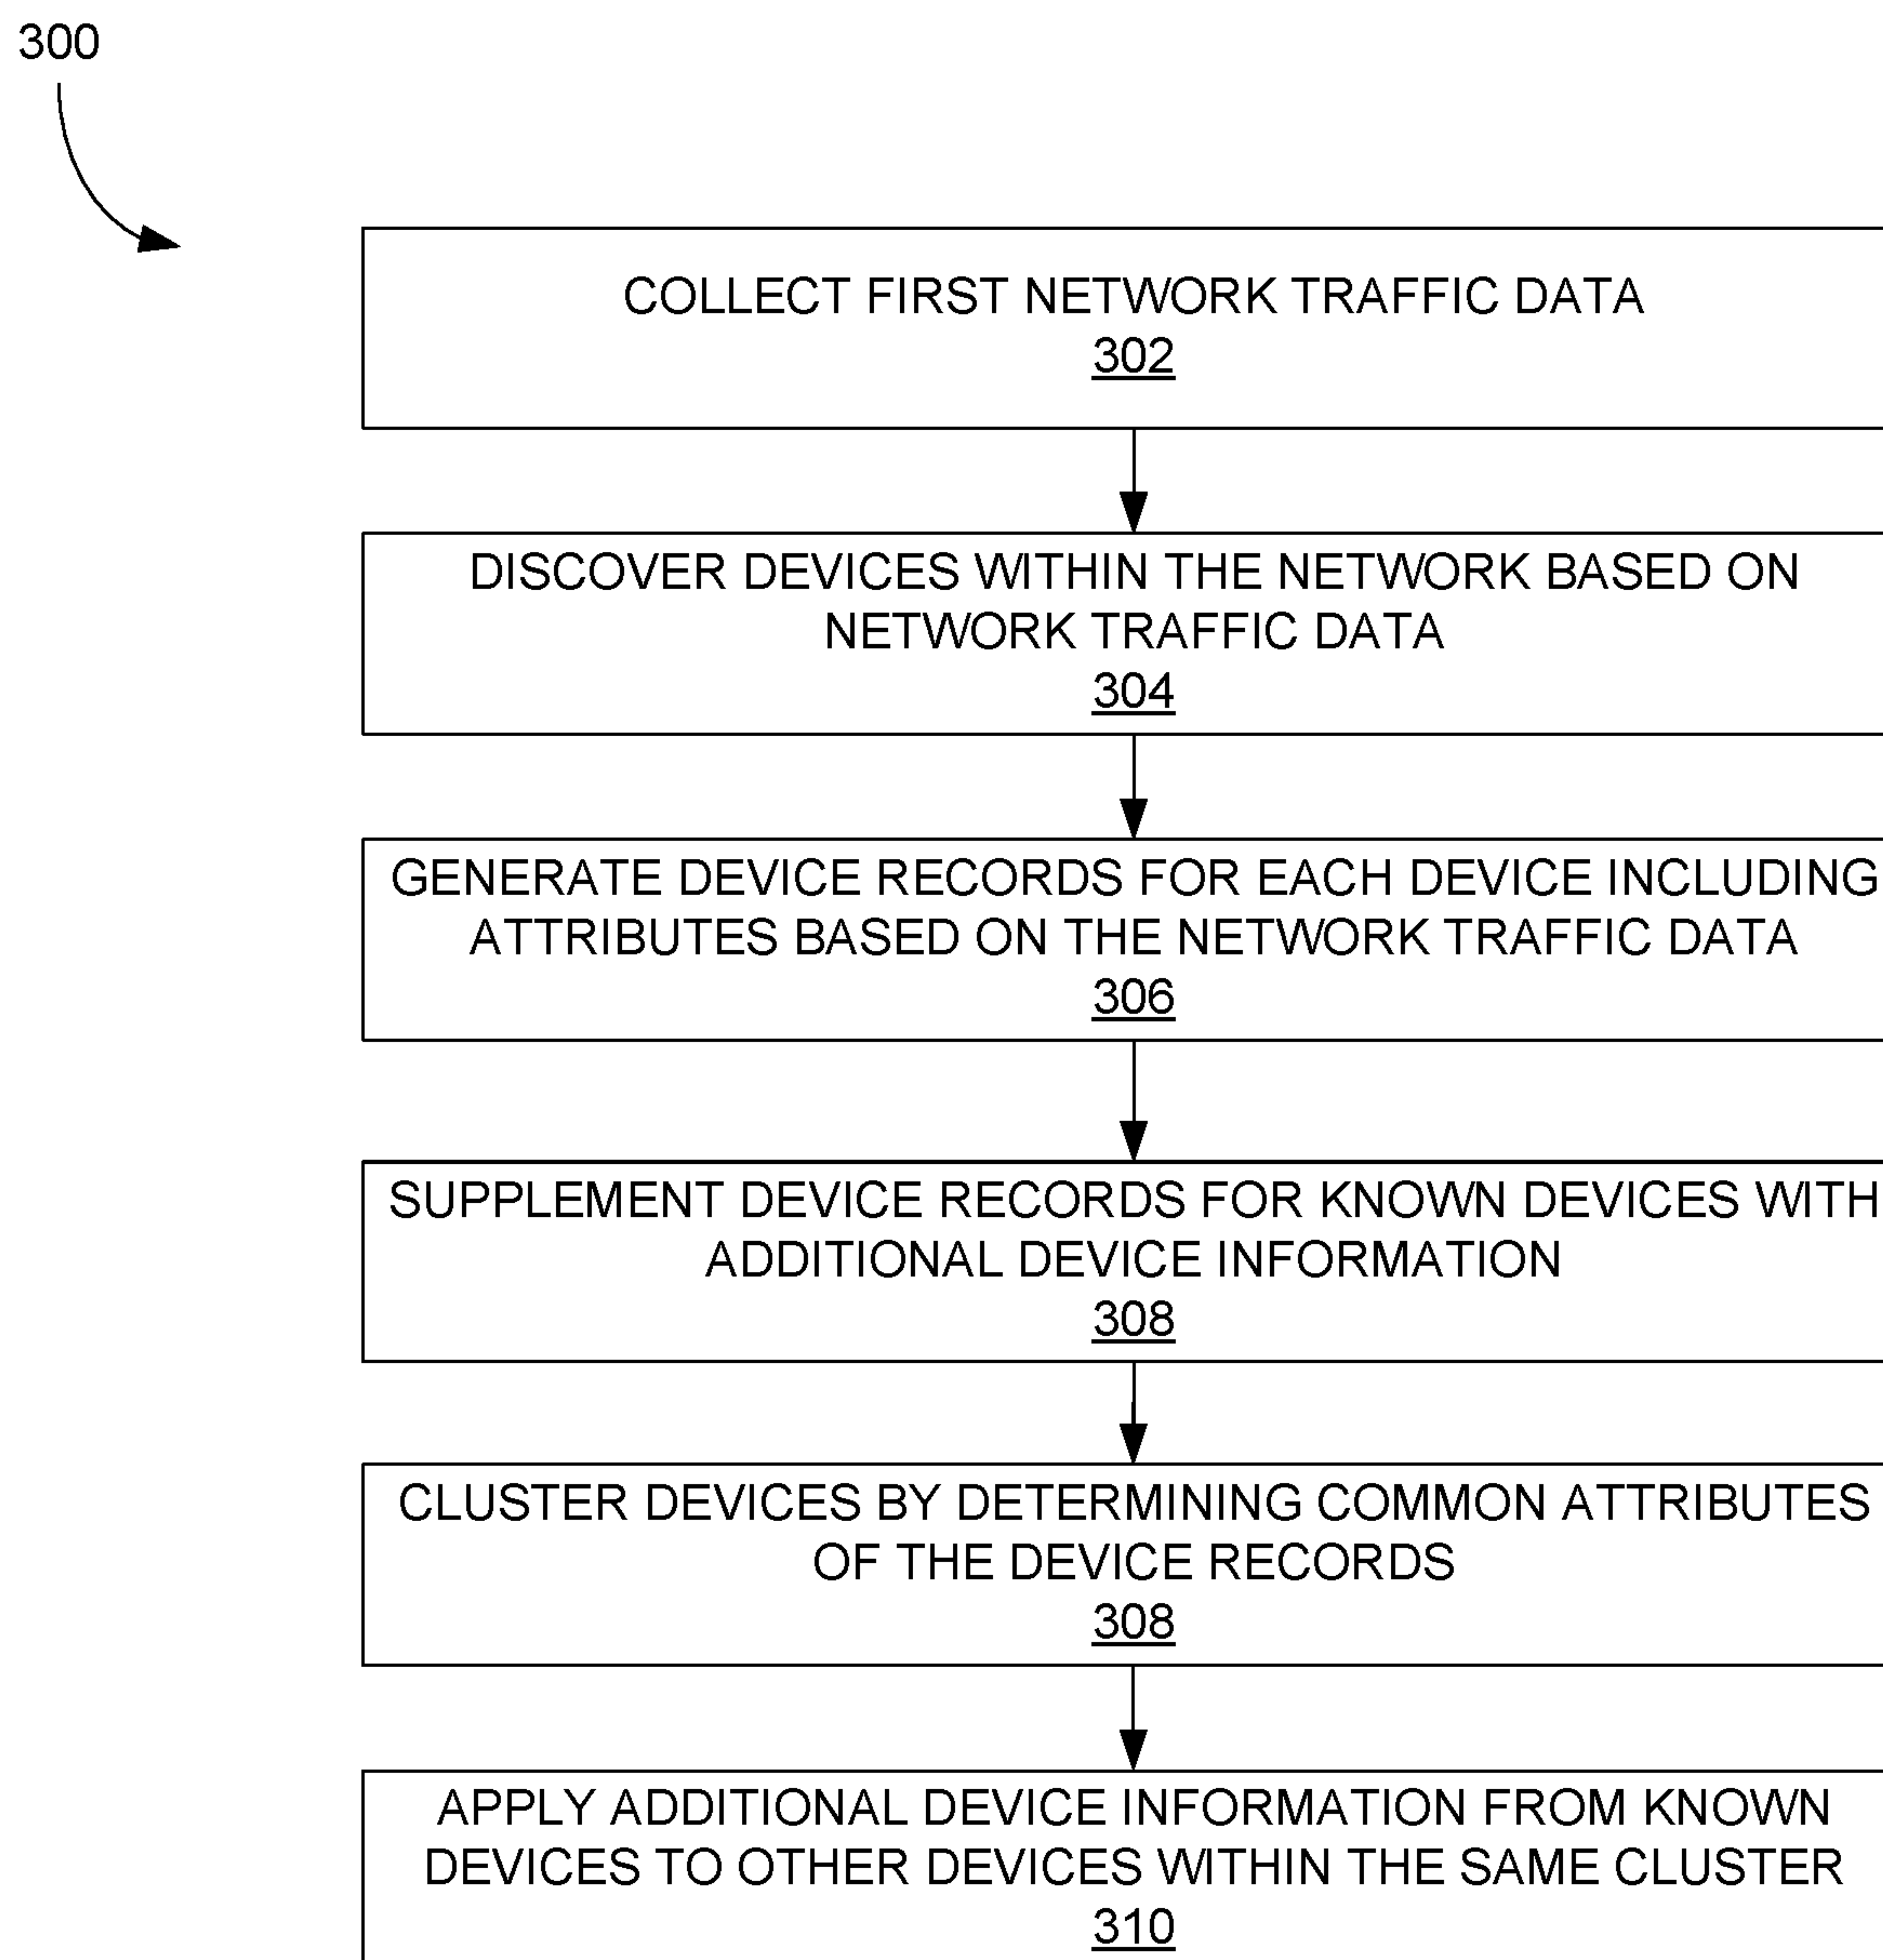 300
COLLECT FIRST NETWORK TRAFFIC DATA
302
DISCOVER DEVICES WITHIN THE NETWORK BASED ON
NETWORK TRAFFIC DATA
304
GENERATE DEVICE RECORDS FOR EACH DEVICE INCLUDING
ATTRIBUTES BASED ON THE NETWORK TRAFFIC DATA
306
SUPPLEMENT DEVICE RECORDS FOR KNOWN DEVICES WITH
ADDITIONAL DEVICE INFORMATION
308
CLUSTER DEVICES BY DETERMINING COMMON ATTRIBUTES
OF THE DEVICE RECORDS
308
APPLY ADDITIONAL DEVICE INFORMATION FROM KNOWN
DEVICES TO OTHER DEVICES WITHIN THE SAME CLUSTER
310